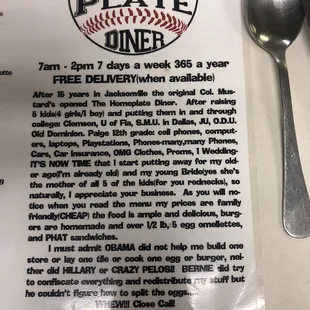 PLATE
DINER
7am - 2pm 7 days a week 365 a year
FREE DELIVERY(when available)
After 15 years in Jacksonville the original Col. Mus-
tard's opened The Homeplate Diner. After raising
5 kids(4 girls/1 boy) and putting them in and through
college: Clemson, U of Fla, S.M.U. in Dallas, JU, O.D.U.
Old Dominion. Paige 12th grade: cell phones, comput-
ers, laptops, Playstations, Phones-many,many Phones,
Cars, Car Insurance, OMG Clothes, Proms, 1 Wedding-
IT'S NOW TIME that I start putting away for my old-
er age(I'm already old) and my young Bride(yes she's
the mother of all 5 of the kids(for you rednecks), so
naturally, I appreciate your business. As you will no-
tice when you read the menu my prices are family
friendly(CHEAP) the food is ample and delicious, burg-
ers are homemade and over 1/2 lb, 5 egg omellettes,
and PHAT sandwiches.
I must admit OBAMA did not help me build one
store or lay one tile or cook one egg or burger, nei-
ther did HILLARY or CRAZY PELOSI! BERNIE did try
to confiscate everything and redistribute my stuff but
he couldn't figure how to split the eggs....
WHEW!!! Close Call!